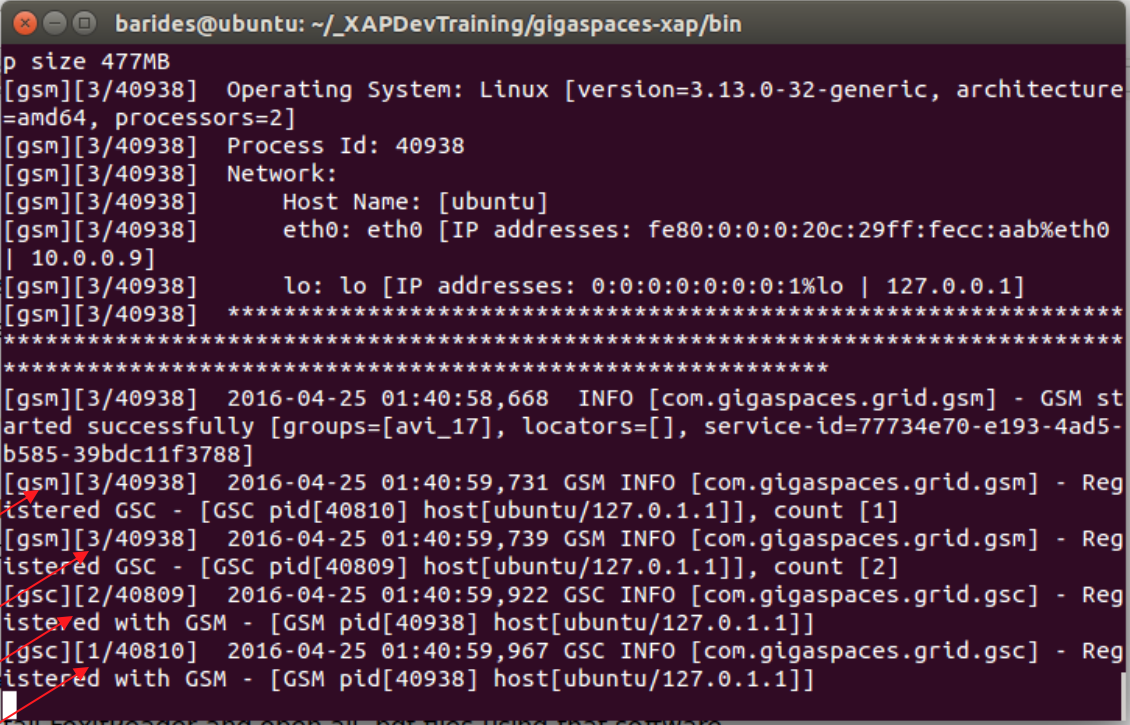 barides@ubuntu: ~/_XAPDevTraining/gigaspaces-xap/bin
p size 477MB
[gsm][3/40938]  Operating System: Linux [version=3.13.0-32-generic, architecture
=amd64, processors=2]
[gsm][3/40938]  Process Id: 40938
[gsm][3/40938]  Network:
[gsm][3/40938]      Host Name: [ubuntu]
[gsm][3/40938]      eth0: eth0 [IP addresses: fe80:0:0:0:20c:29ff:fecc:aab%eth0
| 10.0.0.9]
[gsm][3/40938]      lo: lo [IP addresses: 0:0:0:0:0:0:0:1%lo | 127.0.0.1]
[gsm][3/40938]  ****************************************************************
********************************************************************************
***********************************************************
[gsm][3/40938]  2016-04-25 01:40:58,668  INFO [com.gigaspaces.grid.gsm] - GSM st
arted successfully [groups=[avi_17], locators=[], service-id=77734e70-e193-4ad5-
b585-39bdc11f3788]
[gsm][3/40938]  2016-04-25 01:40:59,731 GSM INFO [com.gigaspaces.grid.gsm] - Reg
istered GSC - [GSC pid[40810] host[ubuntu/127.0.1.1]], count [1]
[gsm][3/40938]  2016-04-25 01:40:59,739 GSM INFO [com.gigaspaces.grid.gsm] - Reg
istered GSC - [GSC pid[40809] host[ubuntu/127.0.1.1]], count [2]
[gsc][2/40809]  2016-04-25 01:40:59,922 GSC INFO [com.gigaspaces.grid.gsc] - Reg
istered with GSM - [GSM pid[40938] host[ubuntu/127.0.1.1]]
[gsc][1/40810]  2016-04-25 01:40:59,967 GSC INFO [com.gigaspaces.grid.gsc] - Reg
istered with GSM - [GSM pid[40938] host[ubuntu/127.0.1.1]]